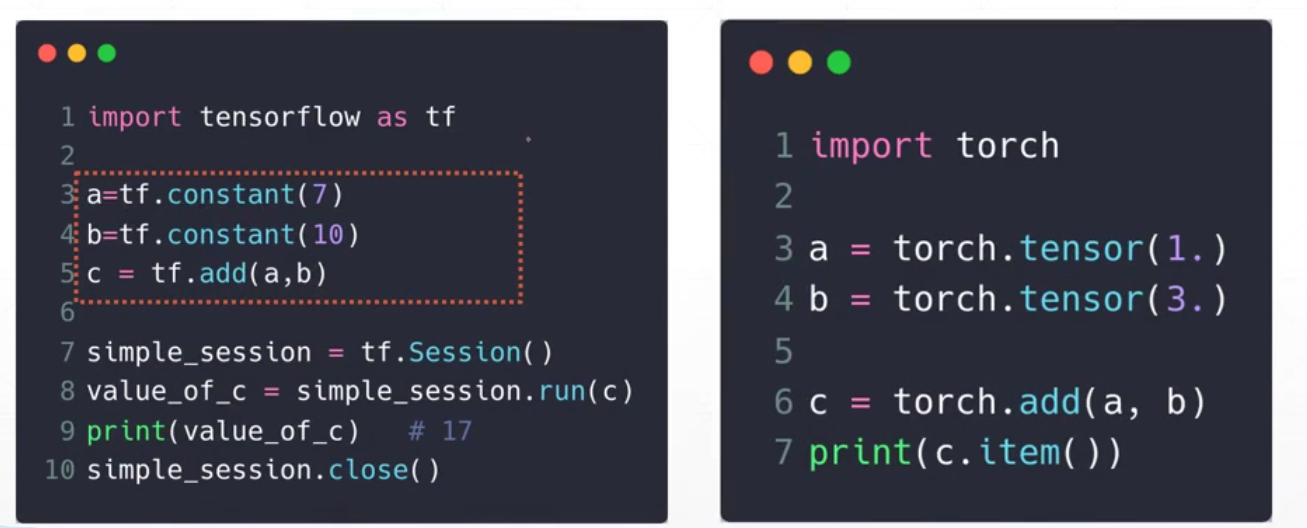 1 import tensorflow as tf
2
3 a=tf.constant(7)
4 b=tf.constant(10)
5 c = tf.add(a,b)
6
7 simple_session = tf.Session()
8 value_of_c = simple_session.run(c)
9 print(value_of_c)   # 17
10 simple_session.close()
1 import torch
2
3 a = torch.tensor(1.)
4 b = torch.tensor(3.)
5
6 c = torch.add(a, b)
7 print(c.item())